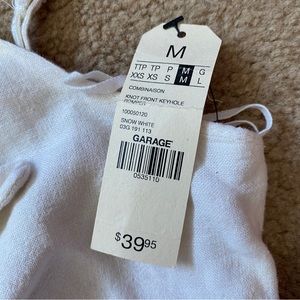 M
TTP TP P M G
XXS XS S M L
COMBINAISON
KNOT FRONT KEYHOLE
ROMPER
100050120
SNOW WHITE
03G 191 113
GARAGE
0535110
$39.95